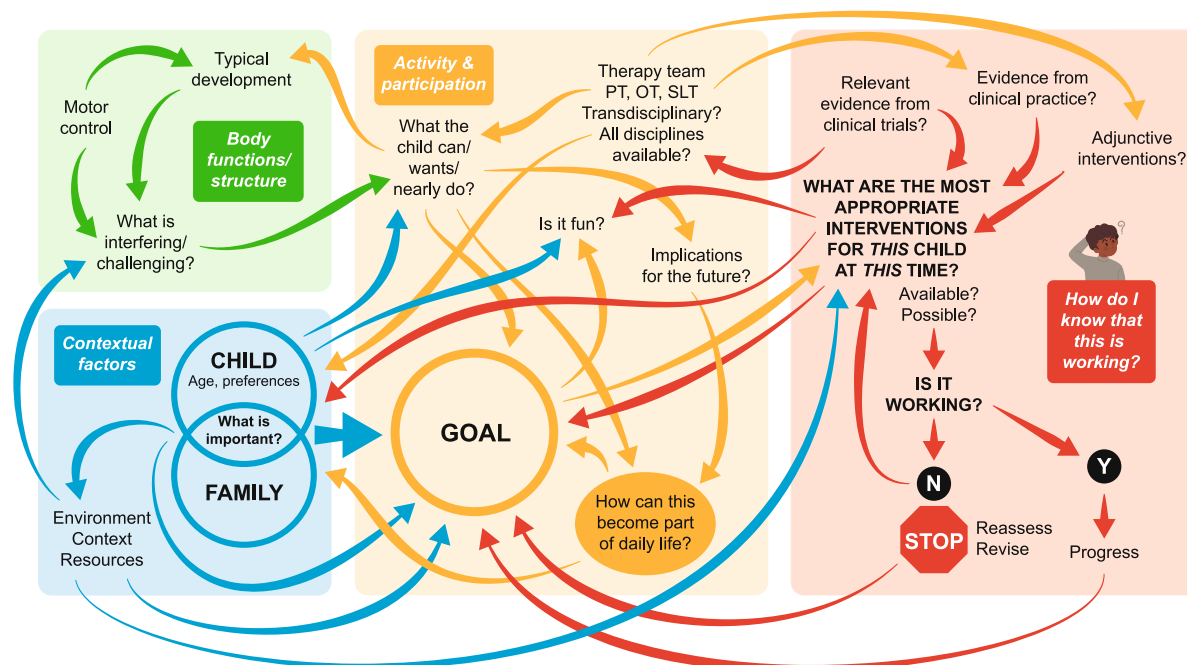 Typical
development
Motor
control
Body
functions/
structure
What is
interfering/
challenging?
Contextual
factors
CHILD
Age, preferences
What is
important?
FAMILY
Environment
Context
Resources
Activity &
participation
What the
child can/
wants/
nearly do?
Therapy team
PT, OT, SLT
Transdisciplinary?
All disciplines
available?
Is it fun?
Implications
for the future?
GOAL
How can this
become part
of daily life?
Relevant
evidence from
clinical trials?
Evidence from
clinical practice?
Adjunctive
interventions?
WHAT ARE THE MOST
APPROPRIATE
INTERVENTIONS
FOR THIS CHILD
AT THIS TIME?
Available?
Possible?
?
How do I
know that
this is
working?
IS IT
WORKING?
N
Y
STOP
Reassess
Revise
Progress